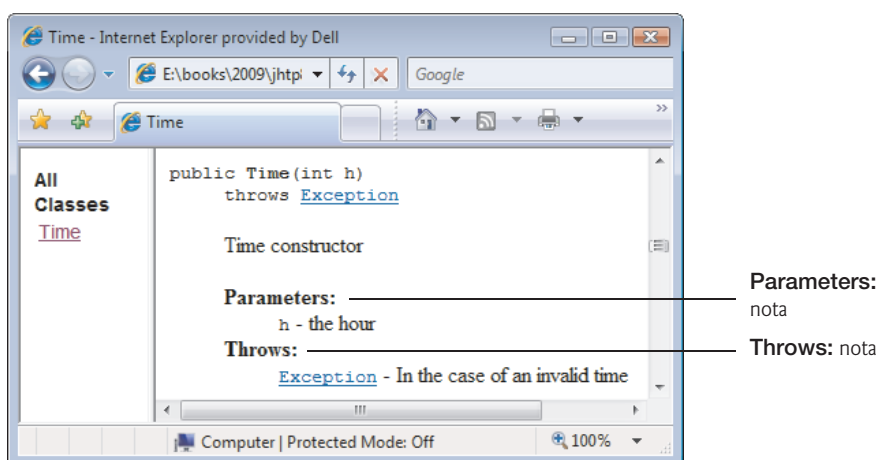 Time - Internet Explorer provided by Dell
E:\books\2009\jhtp
Google
Time
All
Classes
Time
public Time(int h)
throws Exception
Time constructor
Parameters:
h - the hour
Throws:
Exception - In the case of an invalid time
Parameters:
nota
Throws: nota
Computer | Protected Mode: Off
100%